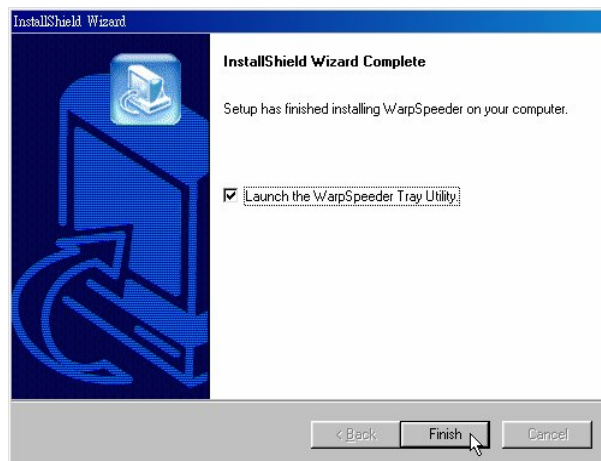 InstallShield Wizard
InstallShield Wizard Complete
Setup has finished installing WarpSpeeder on your computer.
Launch the WarpSpeeder Tray Utility.
< Back
Finish
Cancel